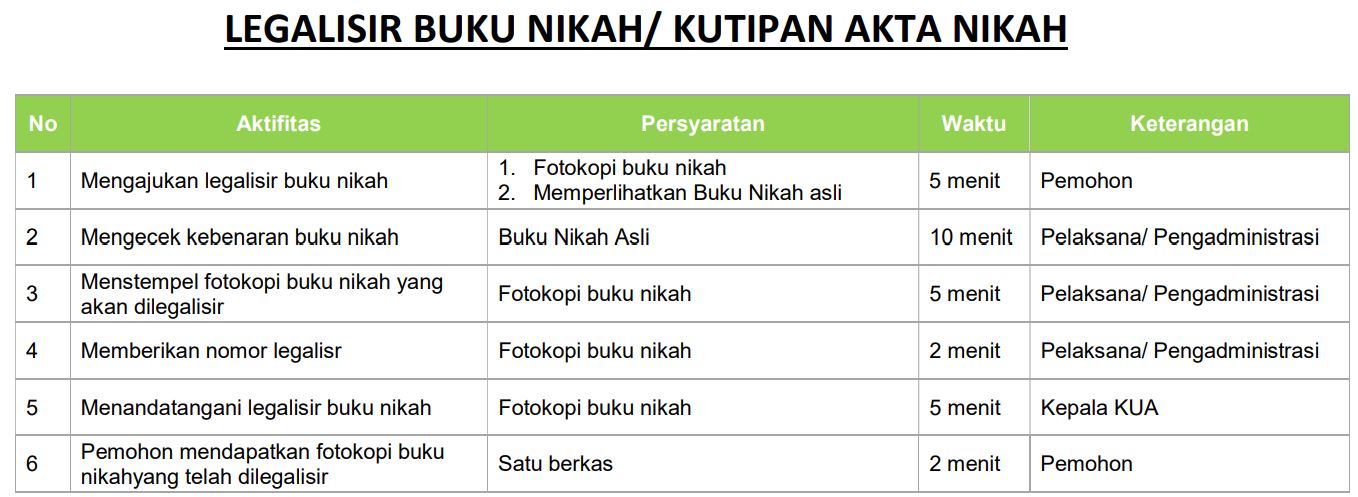 LEGALISIR BUKU NIKAH/ KUTIPAN AKTA NIKAH
No Aktifitas Persyaratan Waktu Keterangan
1 Mengajukan legalisir buku nikah 1. Fotokopi buku nikah 5 menit Pemohon
2. Memperlihatkan Buku Nikah asli
2 Mengecek kebenaran buku nikah Buku Nikah Asli 10 menit Pelaksana/ Pengadministrasi
3 Menstempel fotokopi buku nikah yang Fotokopi buku nikah 5 menit Pelaksana/ Pengadministrasi
akan dilegalisir
4 Memberikan nomor legalisr Fotokopi buku nikah 2 menit Pelaksana/ Pengadministrasi
5 Menandatangani legalisir buku nikah Fotokopi buku nikah 5 menit Kepala KUA
6 Pemohon mendapatkan fotokopi buku Satu berkas 2 menit Pemohon
nikahyang telah dilegalisir